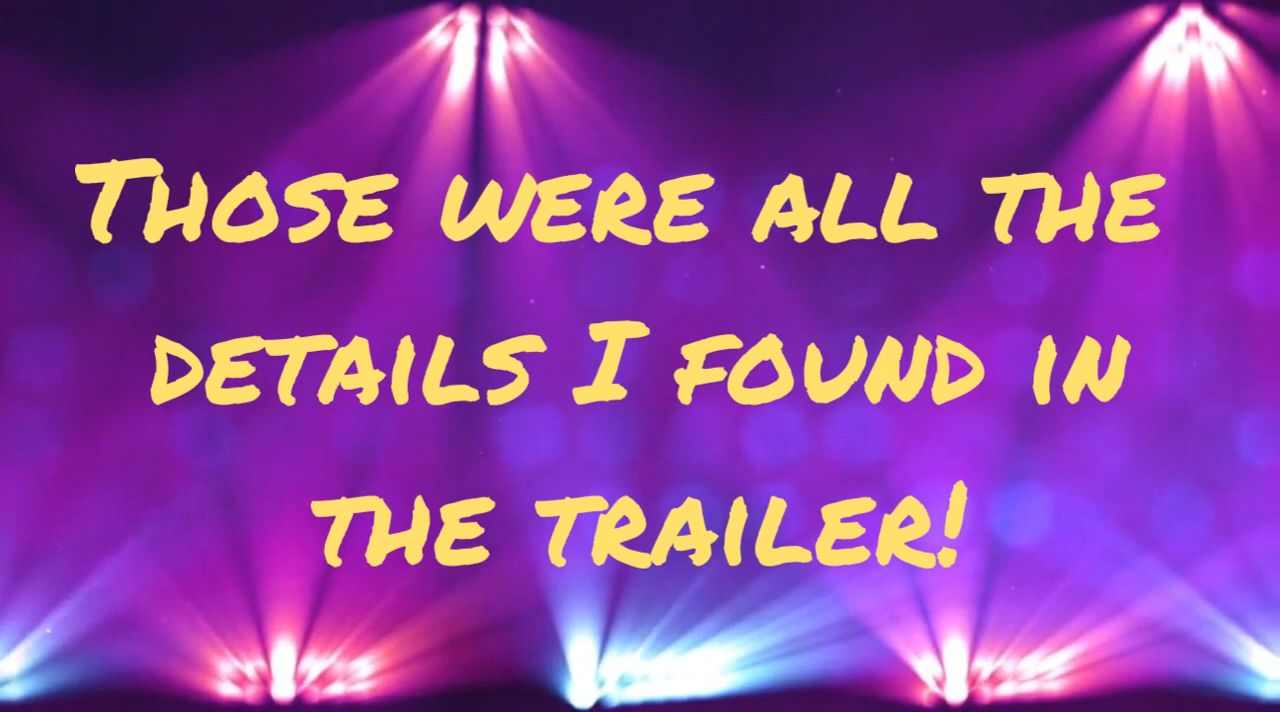 Those were all the
details I found in
the trailer!